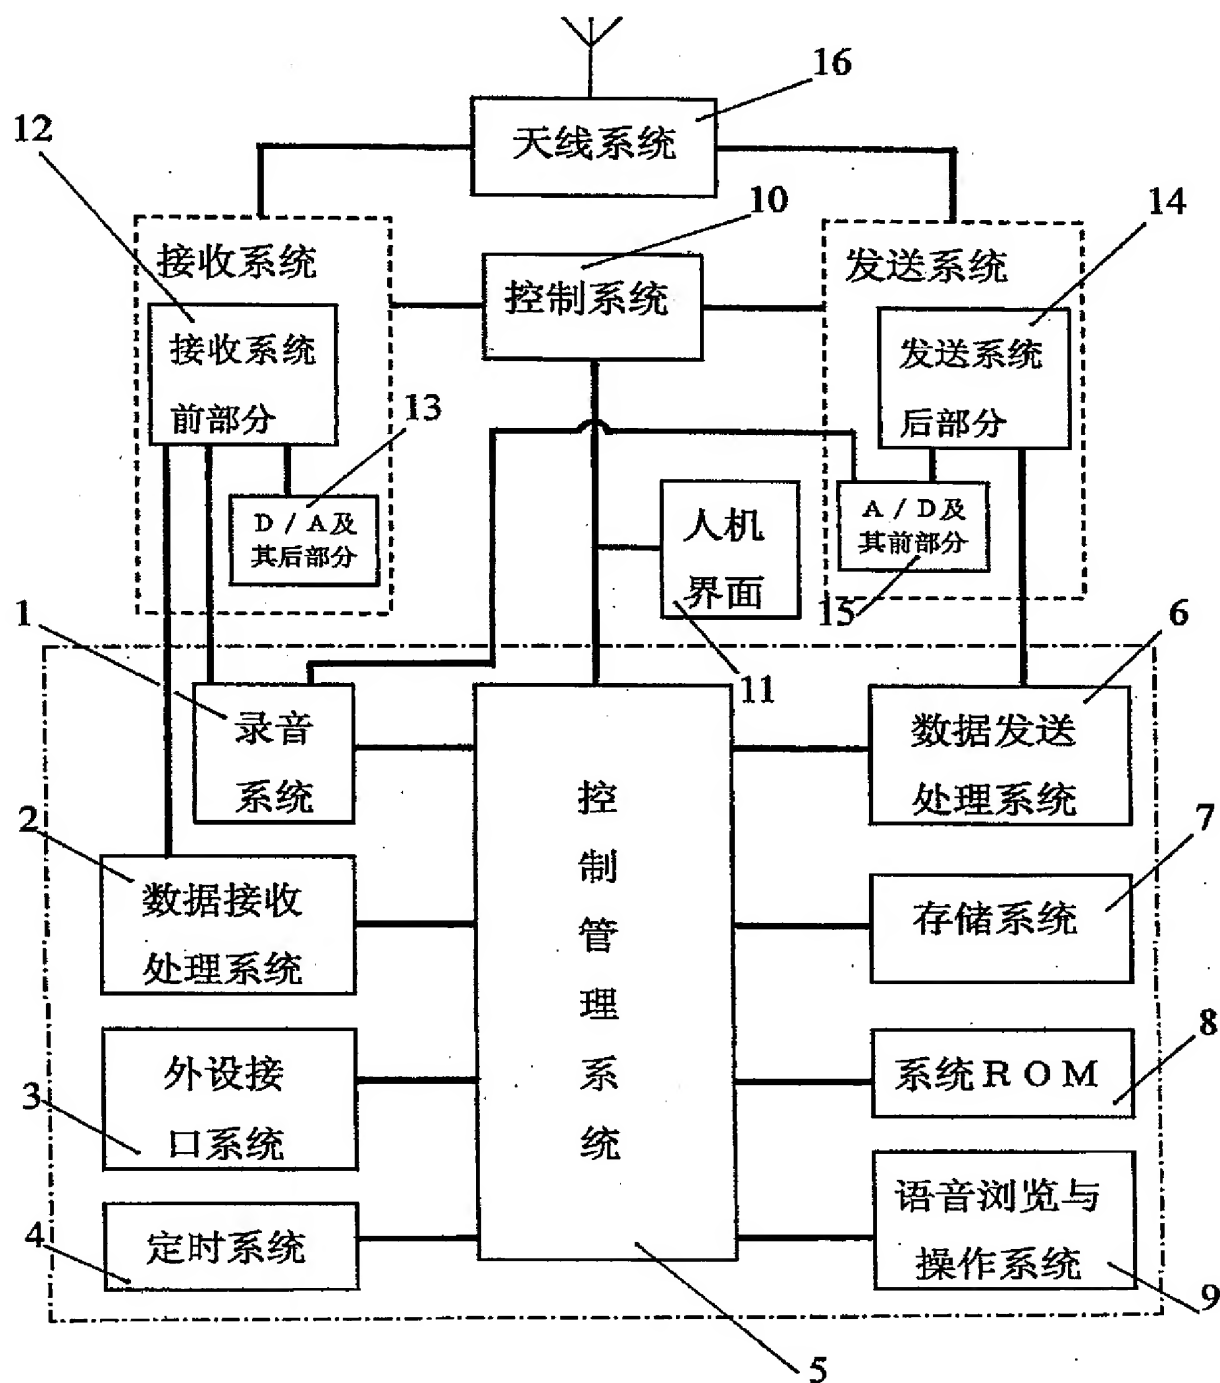 16
天线系统
12
10
14
接收系统
控制系统
发送系统
接收系统
前部分
发送系统
后部分
13
D/A及
其后部分
人机
界面
A/D及
其前部分
15
11
1
6
录音
系统
数据发送
处理系统
控
制
管
理
系
统
2
7
数据接收
处理系统
存储系统
3
8
外设接
口系统
系统ROM
4
定时系统
语音浏览与
操作系统
9
5